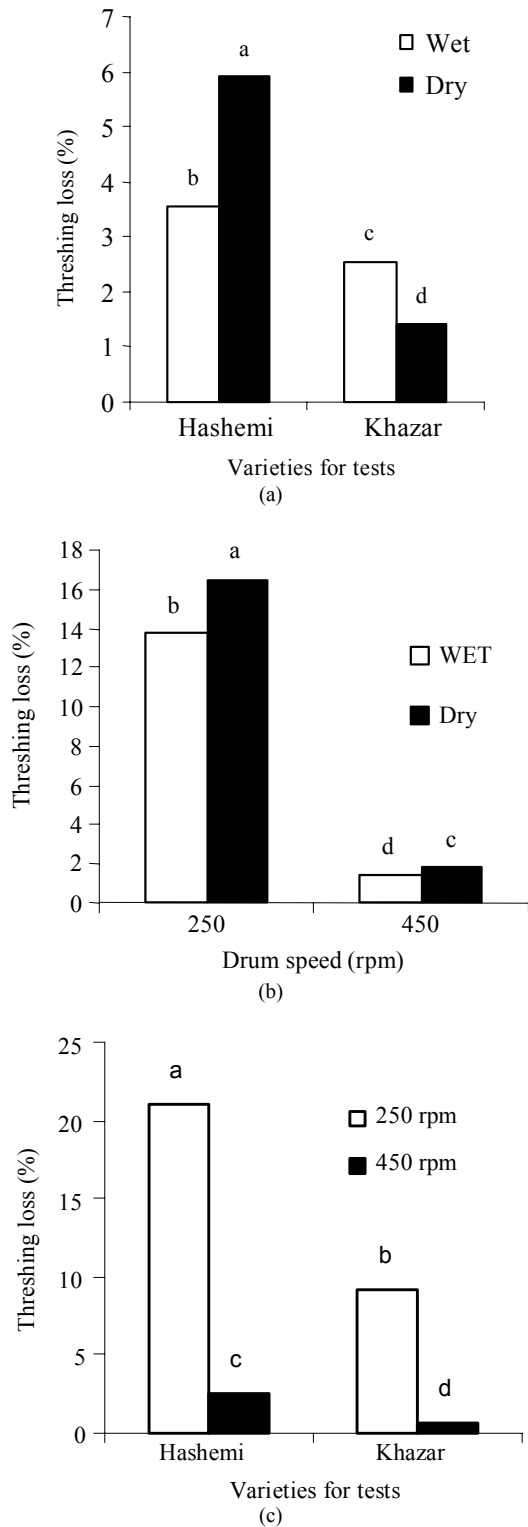 7
6
5
4
3
2
1
0
Threshing loss (%)
Wet
Dry
b
a
c
d
Hashemi
Khazar
Varieties for tests
(a)
18
16
14
12
10
8
6
4
2
0
Threshing loss (%)
WET
Dry
b
a
d
c
250
450
Drum speed (rpm)
(b)
25
20
15
10
5
0
Threshing loss (%)
250 rpm
450 rpm
a
c
b
d
Hashemi
Khazar
Varieties for tests
(c)